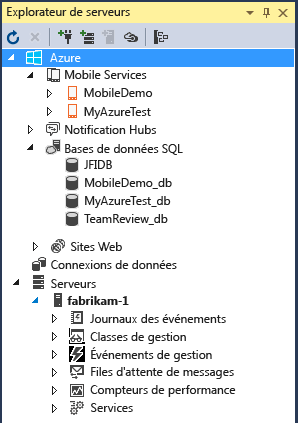 Explorateur de serveurs
Azure
Mobile Services
MobileDemo
MyAzureTest
Notification Hubs
Bases de données SQL
JFIDB
MobileDemo_db
MyAzureTest_db
TeamReview_db
Sites Web
Connexions de données
Serveurs
fabrikam-1
Journaux des événements
Classes de gestion
Événements de gestion
Files d'attente de messages
Compteurs de performance
Services